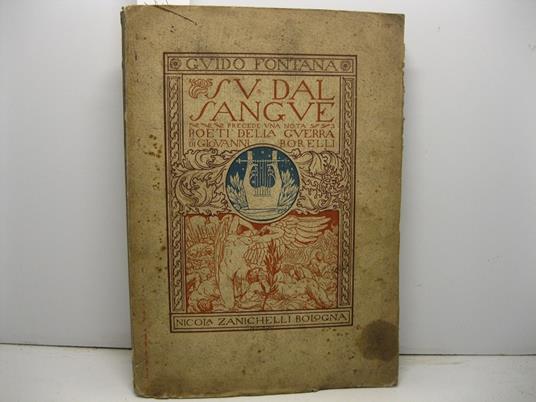 GVIDO FONTANA
SV DAL
SANGVE
PRECEDE VNA NOTA
POETI DELLA GVERRA
DI GIOVANNI BORELLI
NICOLA ZANICHELLI BOLOGNA